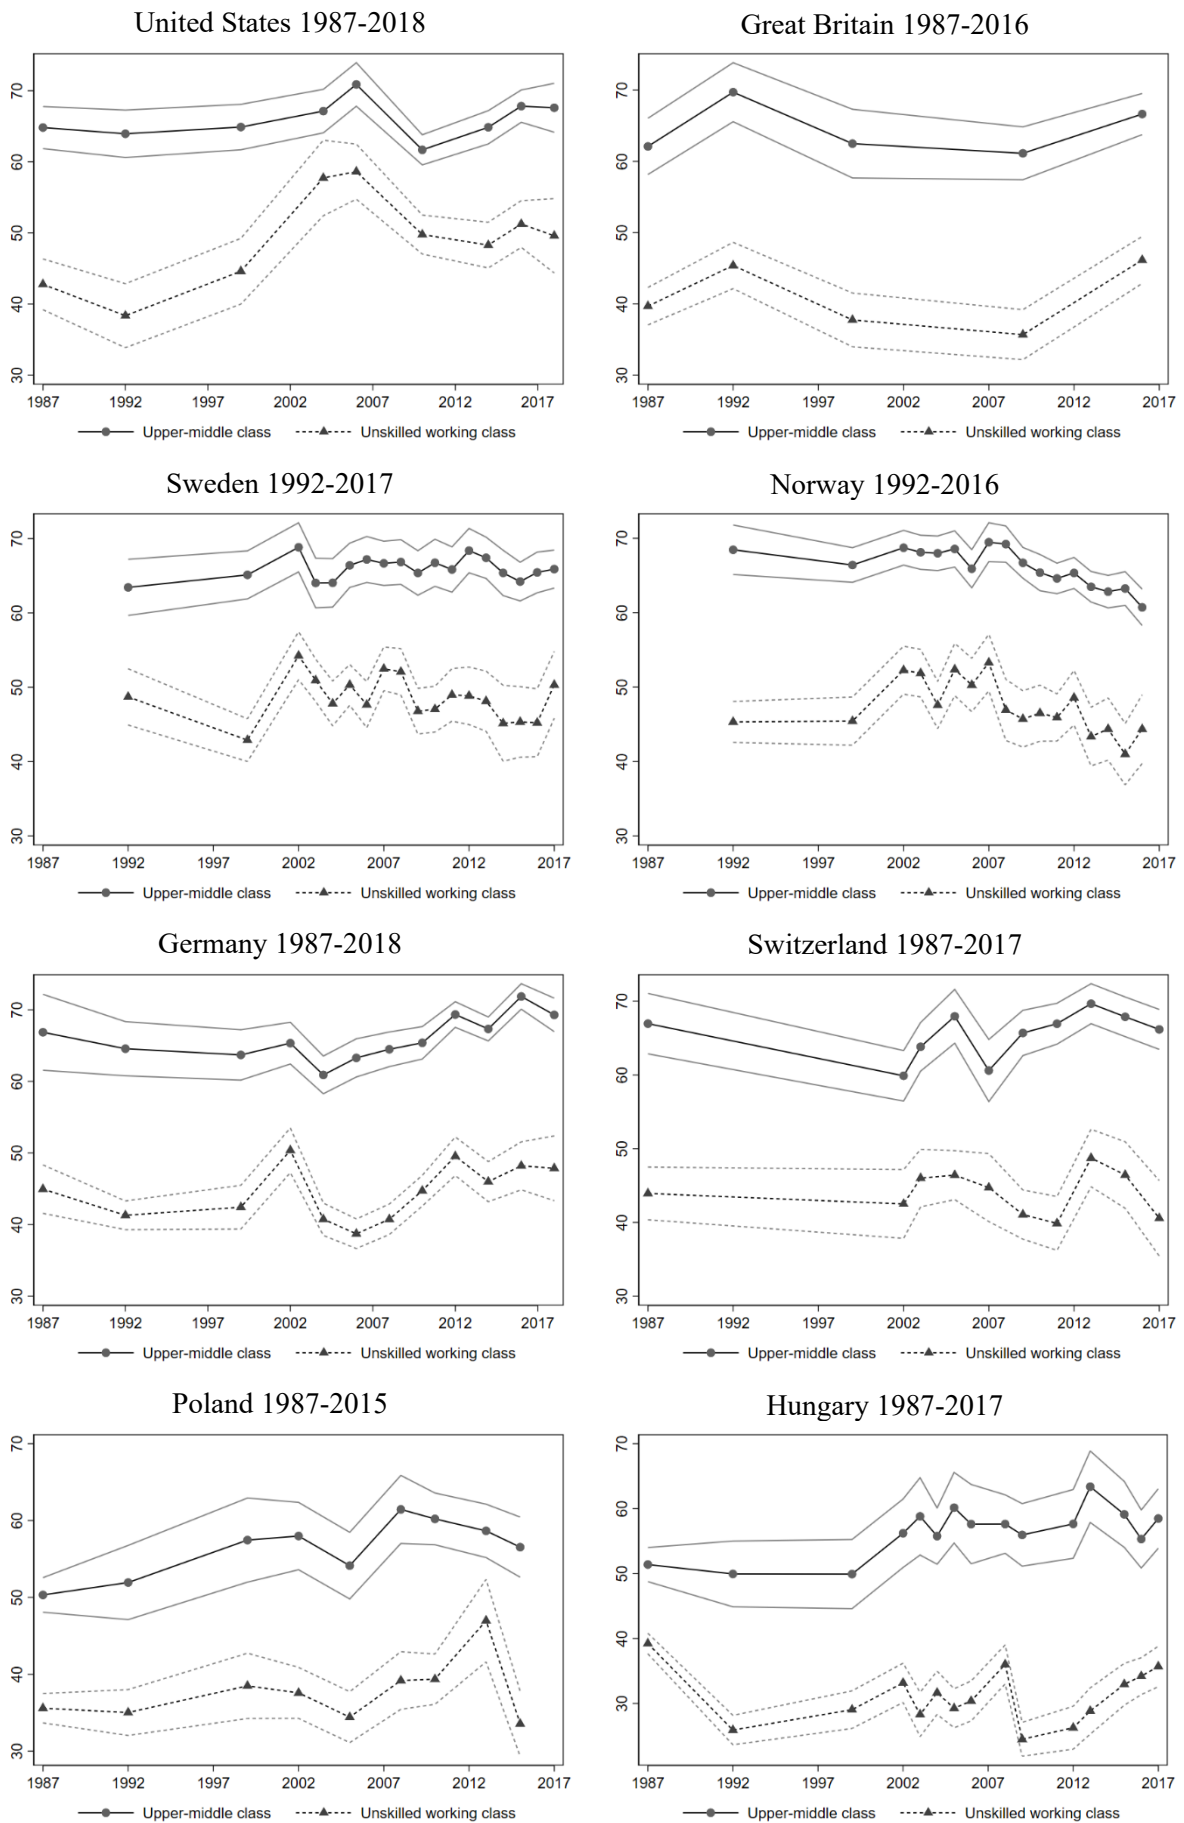 United States 1987-2018
Great Britain 1987-2016
70
60
50
40
30
1987 1992 1997 2002 2007 2012 2017
Upper-middle class Unskilled working class
70
60
50
40
30
1987 1992 1997 2002 2007 2012 2017
Upper-middle class Unskilled working class
Sweden 1992-2017
Norway 1992-2016
70
60
50
40
30
1987 1992 1997 2002 2007 2012 2017
Upper-middle class Unskilled working class
70
60
50
40
30
1987 1992 1997 2002 2007 2012 2017
Upper-middle class Unskilled working class
Germany 1987-2018
Switzerland 1987-2017
70
60
50
40
30
1987 1992 1997 2002 2007 2012 2017
Upper-middle class Unskilled working class
70
60
50
40
30
1987 1992 1997 2002 2007 2012 2017
Upper-middle class Unskilled working class
Poland 1987-2015
Hungary 1987-2017
70
60
50
40
30
1987 1992 1997 2002 2007 2012 2017
Upper-middle class Unskilled working class
70
60
50
40
30
1987 1992 1997 2002 2007 2012 2017
Upper-middle class Unskilled working class